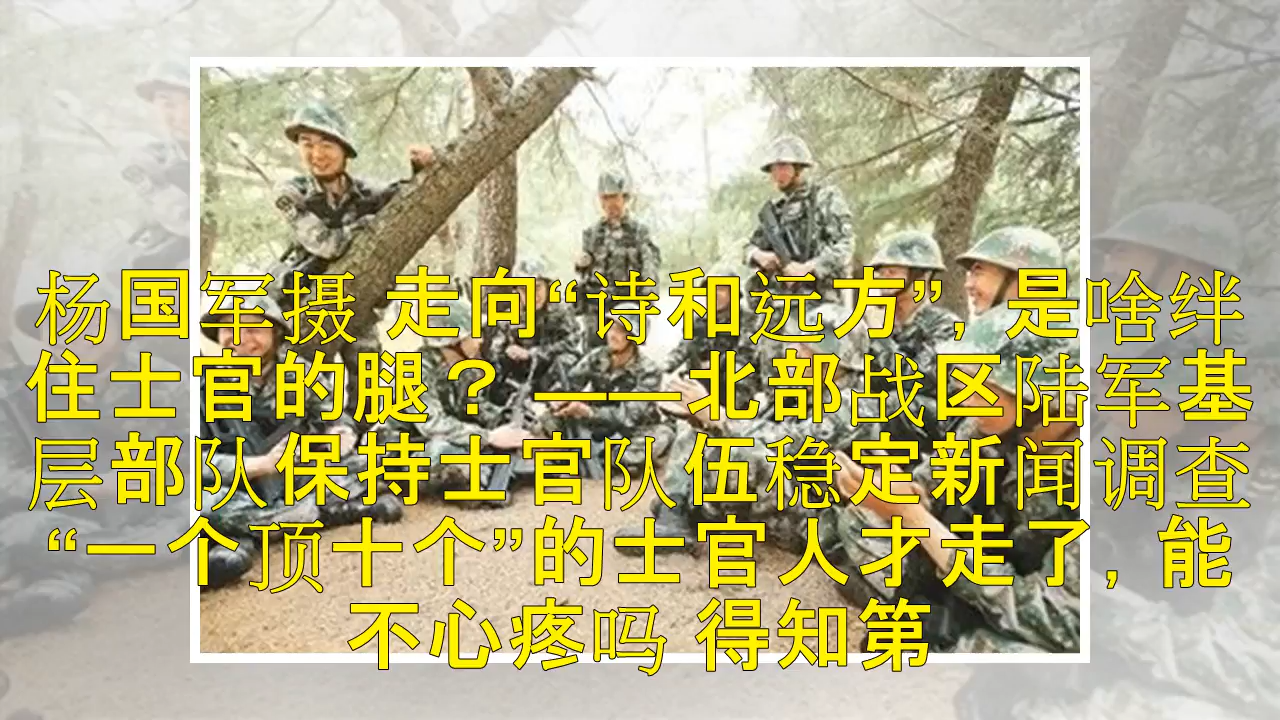 杨国军摄 走向“诗和远方”，是啥绊
住士官的腿？——北部战区陆军基
层部队保持士官队伍稳定新闻调查
“一个顶十个”的士官人才走了，能
不心疼吗 得知第